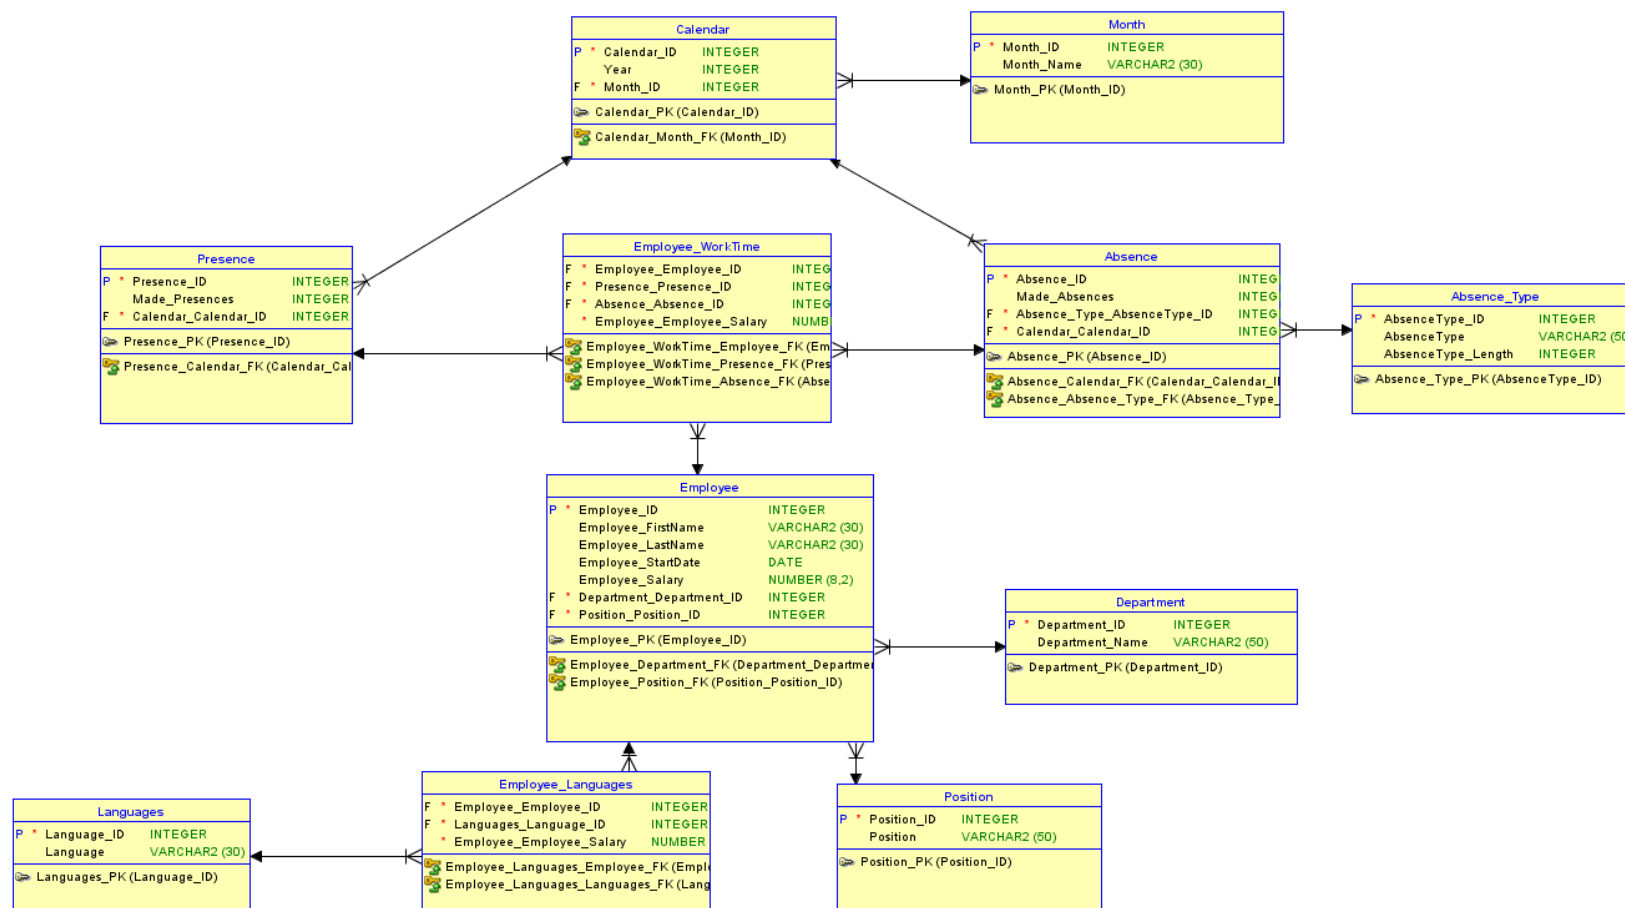 Calendar
P * Calendar_ID INTEGER
Year INTEGER
F * Month_ID INTEGER
Calendar_PK (Calendar_ID)
Calendar_Month_FK (Month_ID)
Month
P * Month_ID INTEGER
Month_Name VARCHAR2 (30)
Month_PK (Month_ID)
Presence
P * Presence_ID INTEGER
Made_Presences INTEGER
F * Calendar_Calendar_ID INTEGER
Presence_PK (Presence_ID)
Presence_Calendar_FK (Calendar_Cal
Employee_WorkTime
F * Employee_Employee_ID INTEG
F * Presence_Presence_ID INTEG
F * Absence_Absence_ID INTEG
* Employee_Employee_Salary NUMB
Employee_WorkTime_Employee_FK (Em
Employee_WorkTime_Presence_FK (Pres
Employee_WorkTime_Absence_FK (Abse
Absence
P * Absence_ID INTEG
Made_Absences INTEG
F * Absence_Type_AbsenceType_ID INTEG
F * Calendar_Calendar_ID INTEG
Absence_PK (Absence_ID)
Absence_Calendar_FK (Calendar_Calendar_I
Absence_Absence_Type_FK (Absence_Type_
Absence_Type
P * AbsenceType_ID INTEGER
AbsenceType VARCHAR2 (50
AbsenceType_Length INTEGER
Absence_Type_PK (AbsenceType_ID)
Employee
P * Employee_ID INTEGER
Employee_FirstName VARCHAR2 (30)
Employee_LastName VARCHAR2 (30)
Employee_StartDate DATE
Employee_Salary NUMBER (8,2)
F * Department_Department_ID INTEGER
F * Position_Position_ID INTEGER
Employee_PK (Employee_ID)
Employee_Department_FK (Department_Departmen
Employee_Position_FK (Position_Position_ID)
Department
P * Department_ID INTEGER
Department_Name VARCHAR2 (50)
Department_PK (Department_ID)
Languages
P * Language_ID INTEGER
Language VARCHAR2 (30)
Languages_PK (Language_ID)
Employee_Languages
F * Employee_Employee_ID INTEGER
F * Languages_Language_ID INTEGER
* Employee_Employee_Salary NUMBER
Employee_Languages_Employee_FK (Emplo
Employee_Languages_Languages_FK (Lang
Position
P * Position_ID INTEGER
Position VARCHAR2 (50)
Position_PK (Position_ID)